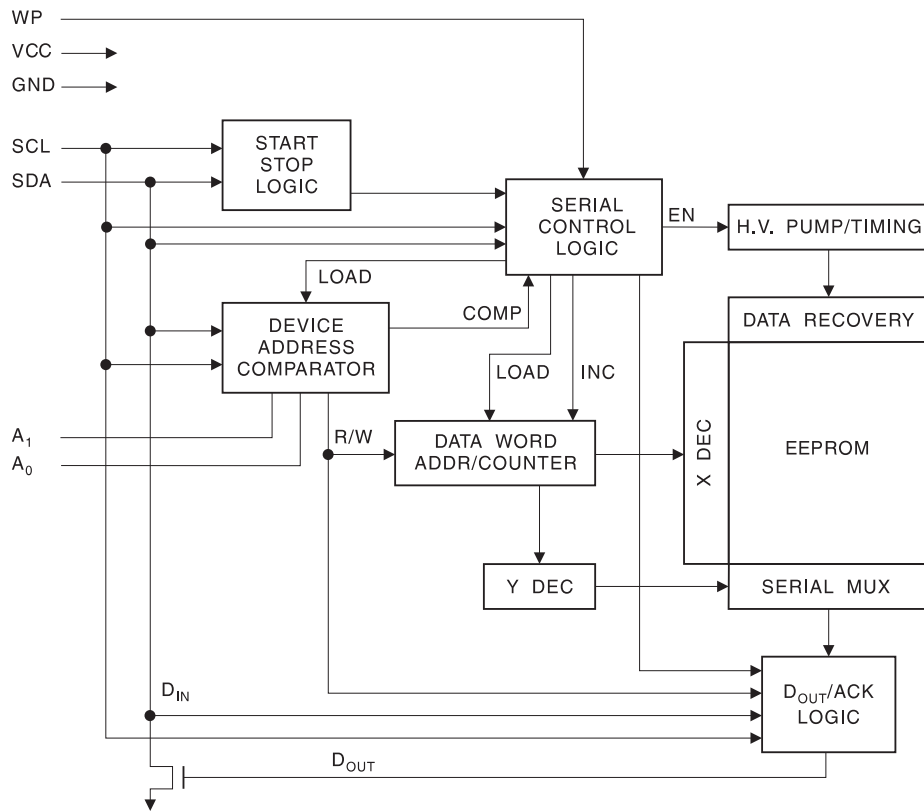 WP
VCC
GND
SCL
SDA
START
STOP
LOGIC
SERIAL
CONTROL
LOGIC
EN
H.V. PUMP/TIMING
LOAD
COMP
DEVICE
ADDRESS
COMPARATOR
DATA RECOVERY
LOAD
INC
A1
A0
R/W
DATA WORD
ADDR/COUNTER
X DEC
EEPROM
Y DEC
SERIAL MUX
DIN
DOUT/ACK
LOGIC
DOUT